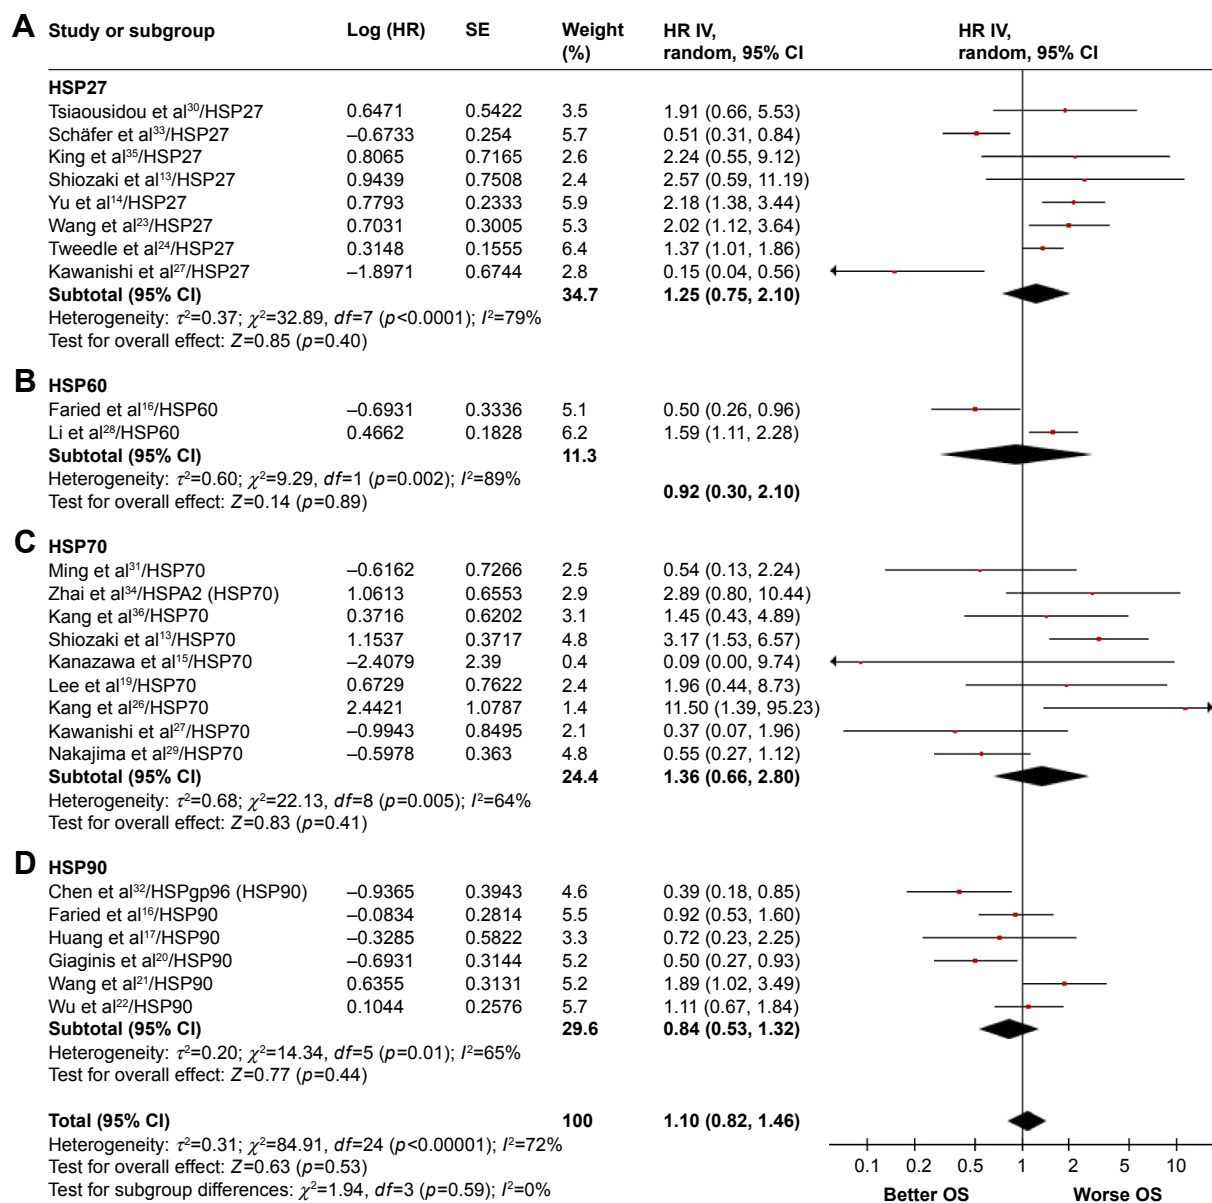 A Study or subgroup Log (HR) SE Weight (%) HR IV, random, 95% CI HR IV, random, 95% CI
HSP27
Tsiaousidou et al³⁰/HSP27 0.6471 0.5422 3.5 1.91 (0.66, 5.53)
Schäfer et al³³/HSP27 –0.6733 0.254 5.7 0.51 (0.31, 0.84)
King et al³⁵/HSP27 0.8065 0.7165 2.6 2.24 (0.55, 9.12)
Shiozaki et al¹³/HSP27 0.9439 0.7508 2.4 2.57 (0.59, 11.19)
Yu et al¹⁴/HSP27 0.7793 0.2333 5.9 2.18 (1.38, 3.44)
Wang et al²³/HSP27 0.7031 0.3005 5.3 2.02 (1.12, 3.64)
Tweedle et al²⁴/HSP27 0.3148 0.1555 6.4 1.37 (1.01, 1.86)
Kawanishi et al²⁷/HSP27 –1.8971 0.6744 2.8 0.15 (0.04, 0.56)
Subtotal (95% CI) 34.7 1.25 (0.75, 2.10)
Heterogeneity: τ²=0.37; χ²=32.89, df=7 (p<0.0001); I²=79%
Test for overall effect: Z=0.85 (p=0.40)
B HSP60
Faried et al¹⁶/HSP60 –0.6931 0.3336 5.1 0.50 (0.26, 0.96)
Li et al²⁸/HSP60 0.4662 0.1828 6.2 1.59 (1.11, 2.28)
Subtotal (95% CI) 11.3
Heterogeneity: τ²=0.60; χ²=9.29, df=1 (p=0.002); I²=89%
0.92 (0.30, 2.10)
Test for overall effect: Z=0.14 (p=0.89)
C HSP70
Ming et al³¹/HSP70 –0.6162 0.7266 2.5 0.54 (0.13, 2.24)
Zhai et al³⁴/HSPA2 (HSP70) 1.0613 0.6553 2.9 2.89 (0.80, 10.44)
Kang et al³⁶/HSP70 0.3716 0.6202 3.1 1.45 (0.43, 4.89)
Shiozaki et al¹³/HSP70 1.1537 0.3717 4.8 3.17 (1.53, 6.57)
Kanazawa et al¹⁵/HSP70 –2.4079 2.39 0.4 0.09 (0.00, 9.74)
Lee et al¹⁹/HSP70 0.6729 0.7622 2.4 1.96 (0.44, 8.73)
Kang et al²⁶/HSP70 2.4421 1.0787 1.4 11.50 (1.39, 95.23)
Kawanishi et al²⁷/HSP70 –0.9943 0.8495 2.1 0.37 (0.07, 1.96)
Nakajima et al²⁹/HSP70 –0.5978 0.363 4.8 0.55 (0.27, 1.12)
Subtotal (95% CI) 24.4 1.36 (0.66, 2.80)
Heterogeneity: τ²=0.68; χ²=22.13, df=8 (p=0.005); I²=64%
Test for overall effect: Z=0.83 (p=0.41)
D HSP90
Chen et al³²/HSPgp96 (HSP90) –0.9365 0.3943 4.6 0.39 (0.18, 0.85)
Faried et al¹⁶/HSP90 –0.0834 0.2814 5.5 0.92 (0.53, 1.60)
Huang et al¹⁷/HSP90 –0.3285 0.5822 3.3 0.72 (0.23, 2.25)
Giaginis et al²⁰/HSP90 –0.6931 0.3144 5.2 0.50 (0.27, 0.93)
Wang et al²¹/HSP90 0.6355 0.3131 5.2 1.89 (1.02, 3.49)
Wu et al²²/HSP90 0.1044 0.2576 5.7 1.11 (0.67, 1.84)
Subtotal (95% CI) 29.6 0.84 (0.53, 1.32)
Heterogeneity: τ²=0.20; χ²=14.34, df=5 (p=0.01); I²=65%
Test for overall effect: Z=0.77 (p=0.44)
Total (95% CI) 100 1.10 (0.82, 1.46)
Heterogeneity: τ²=0.31; χ²=84.91, df=24 (p<0.00001); I²=72%
Test for overall effect: Z=0.63 (p=0.53)
Test for subgroup differences: χ²=1.94, df=3 (p=0.59); I²=0%
0.1 0.2 0.5 1 2 5 10
Better OS Worse OS